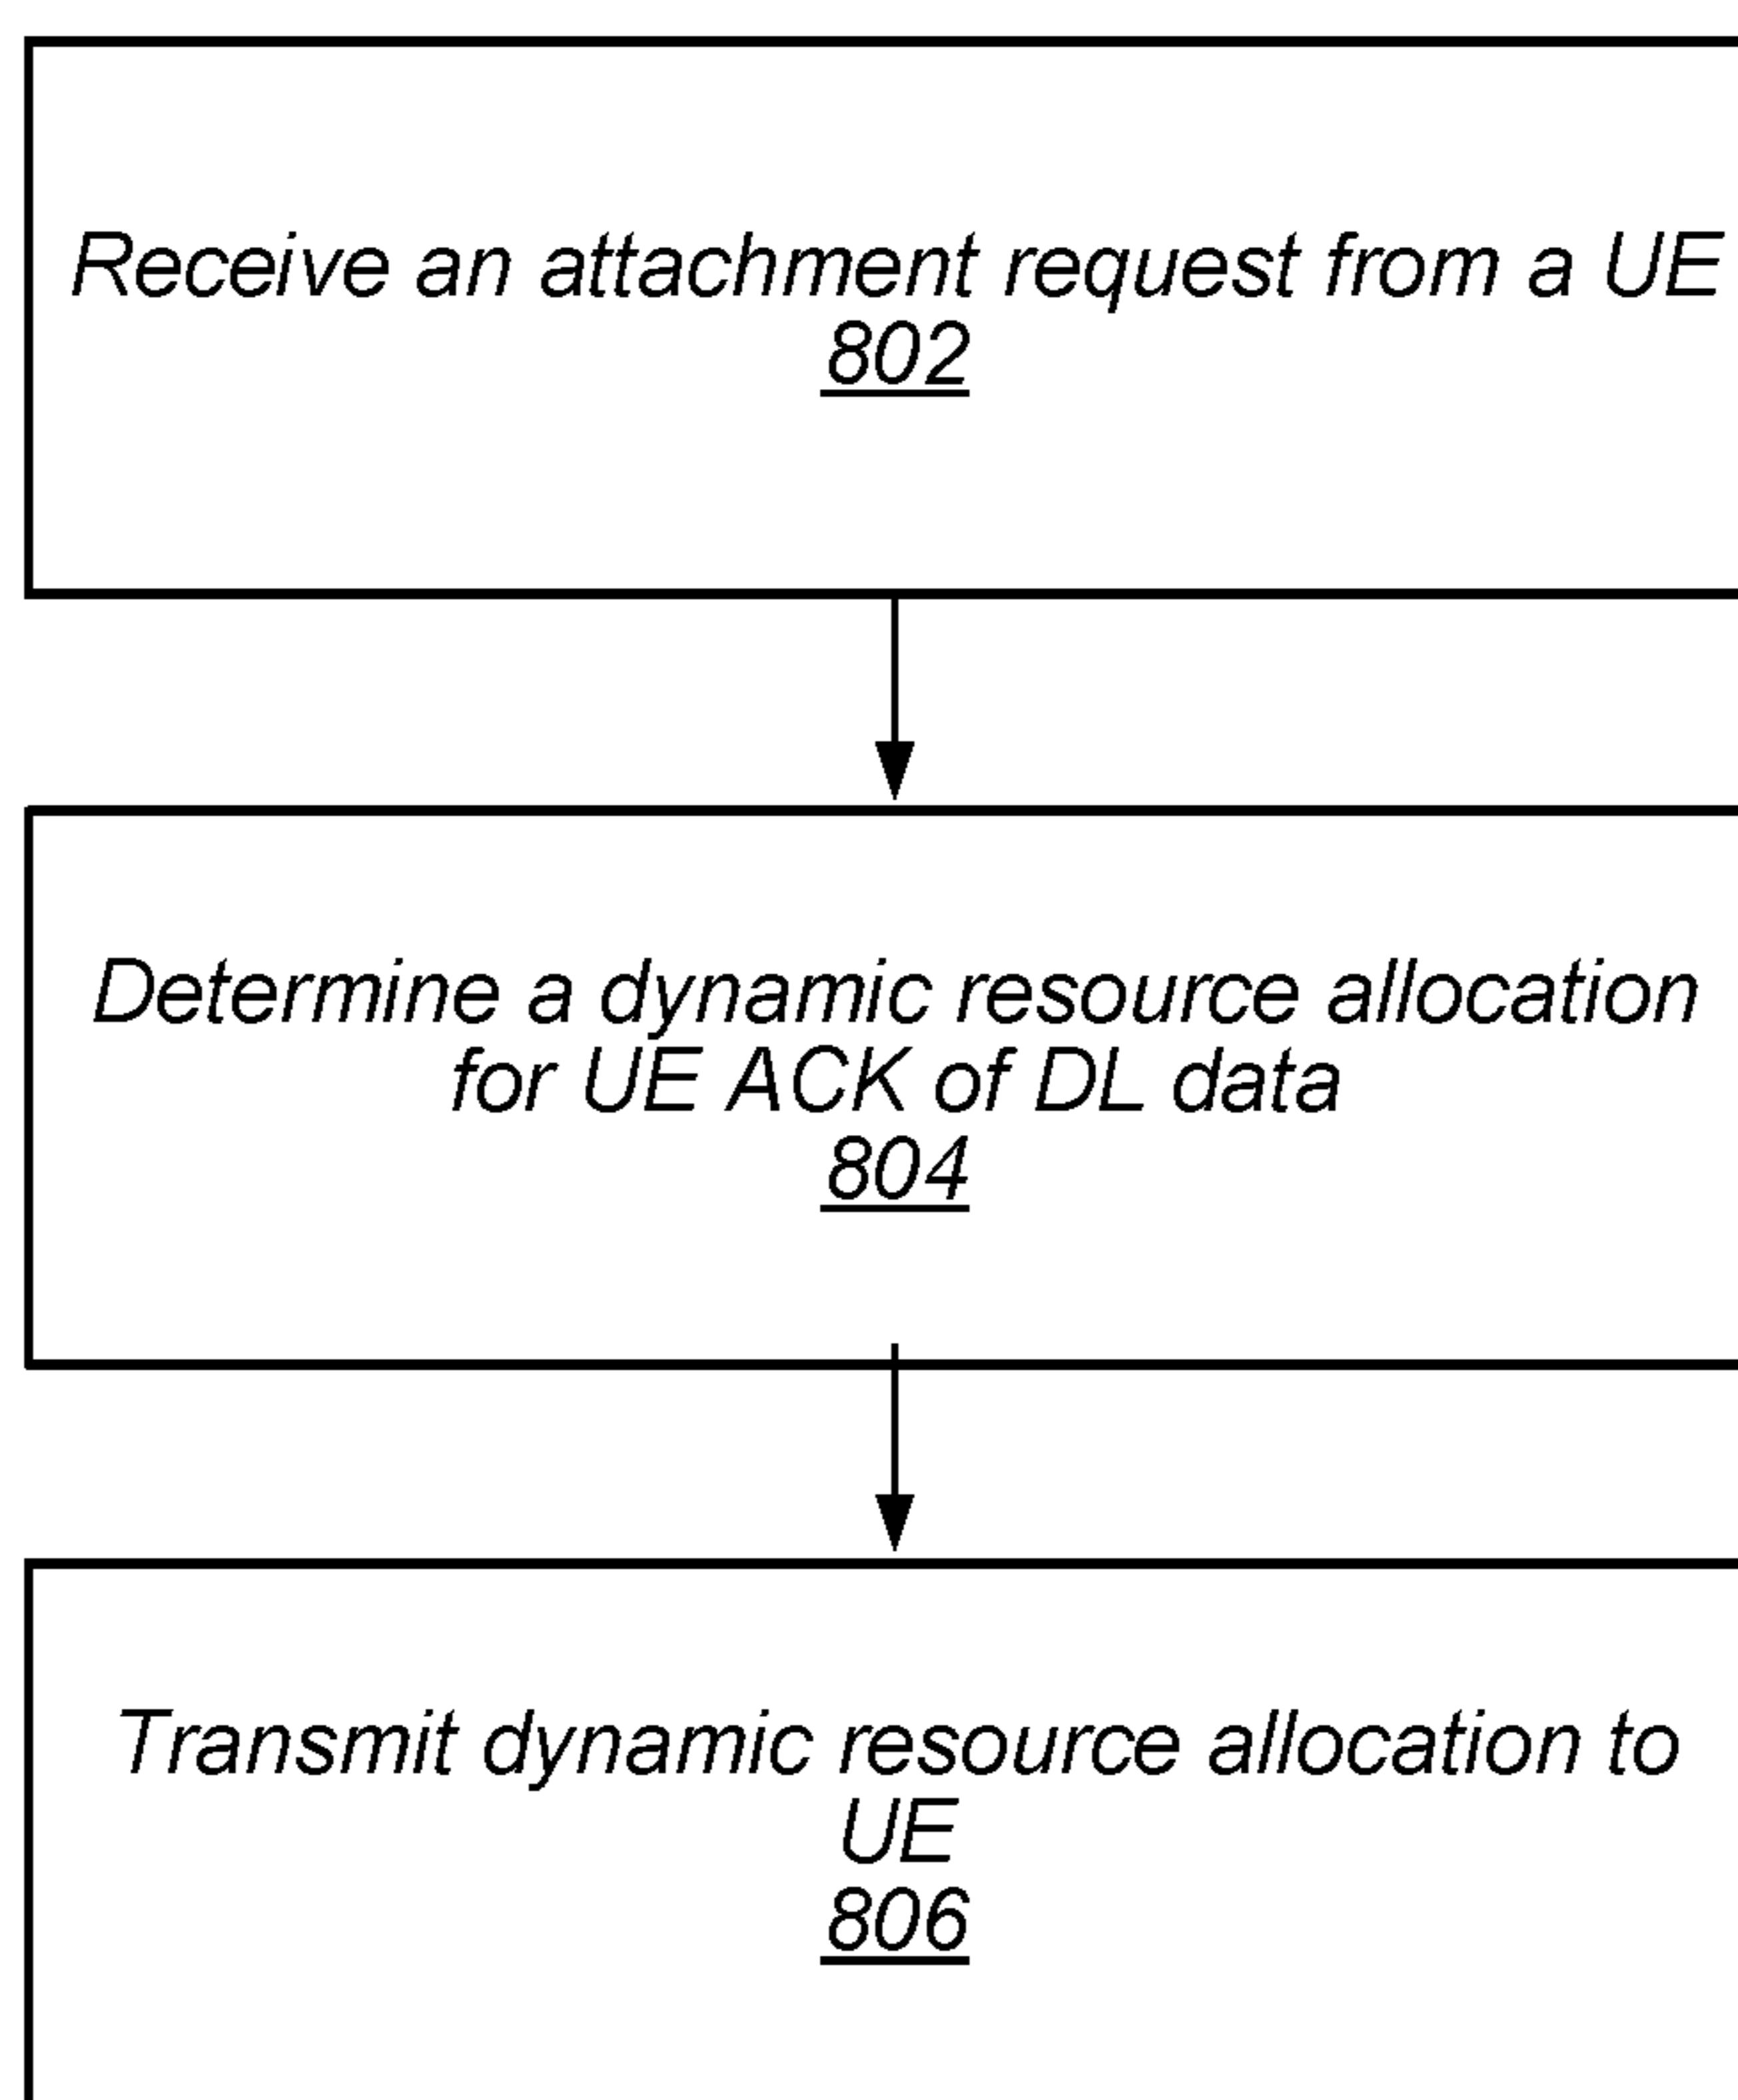 Receive an attachment request from a UE
802
Determine a dynamic resource allocation
for UE ACK of DL data
804
Transmit dynamic resource allocation to
UE
806